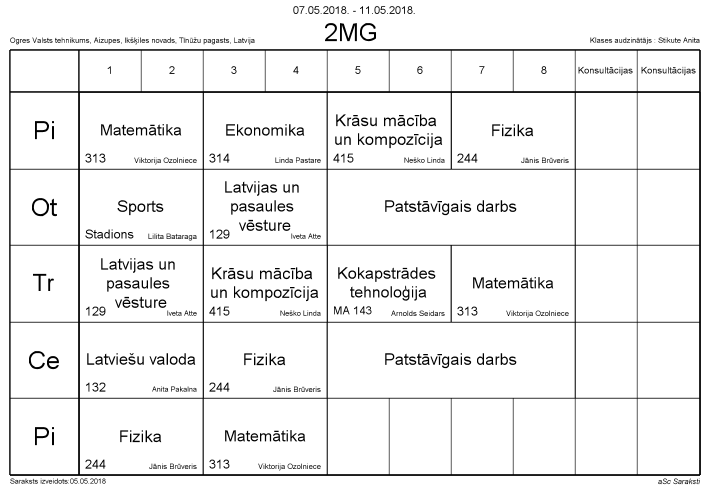 07.05.2018. - 11.05.2018.
Ogres Valsts tehnikums, Aizupes, Ikšķiles novads, Tīnūžu pagasts, Latvija
2MG
Klases audzinātājs : Stikute Anita
1 2 3 4 5 6 7 8 Konsultācijas Konsultācijas
Pi
Matemātika
313 Viktorija Ozolniece
Ekonomika
314 Linda Pastare
Krāsu mācība
un kompozīcija
415 Neško Linda
Fizika
244 Jānis Brūveris
Ot
Sports
Stadions Lilita Bataraga
Latvijas un
pasaules
vēsture
129 Iveta Atte
Patstāvīgais darbs
Tr
Latvijas un
pasaules
vēsture
129 Iveta Atte
Krāsu mācība
un kompozīcija
415 Neško Linda
Kokapstrādes
tehnoloģija
MA 143 Arnolds Seidars
Matemātika
313 Viktorija Ozolniece
Ce
Latviešu valoda
132 Anita Pakalna
Fizika
244 Jānis Brūveris
Patstāvīgais darbs
Pi
Fizika
244 Jānis Brūveris
Matemātika
313 Viktorija Ozolniece
Saraksts izveidots:05.05.2018
aSc Saraksti